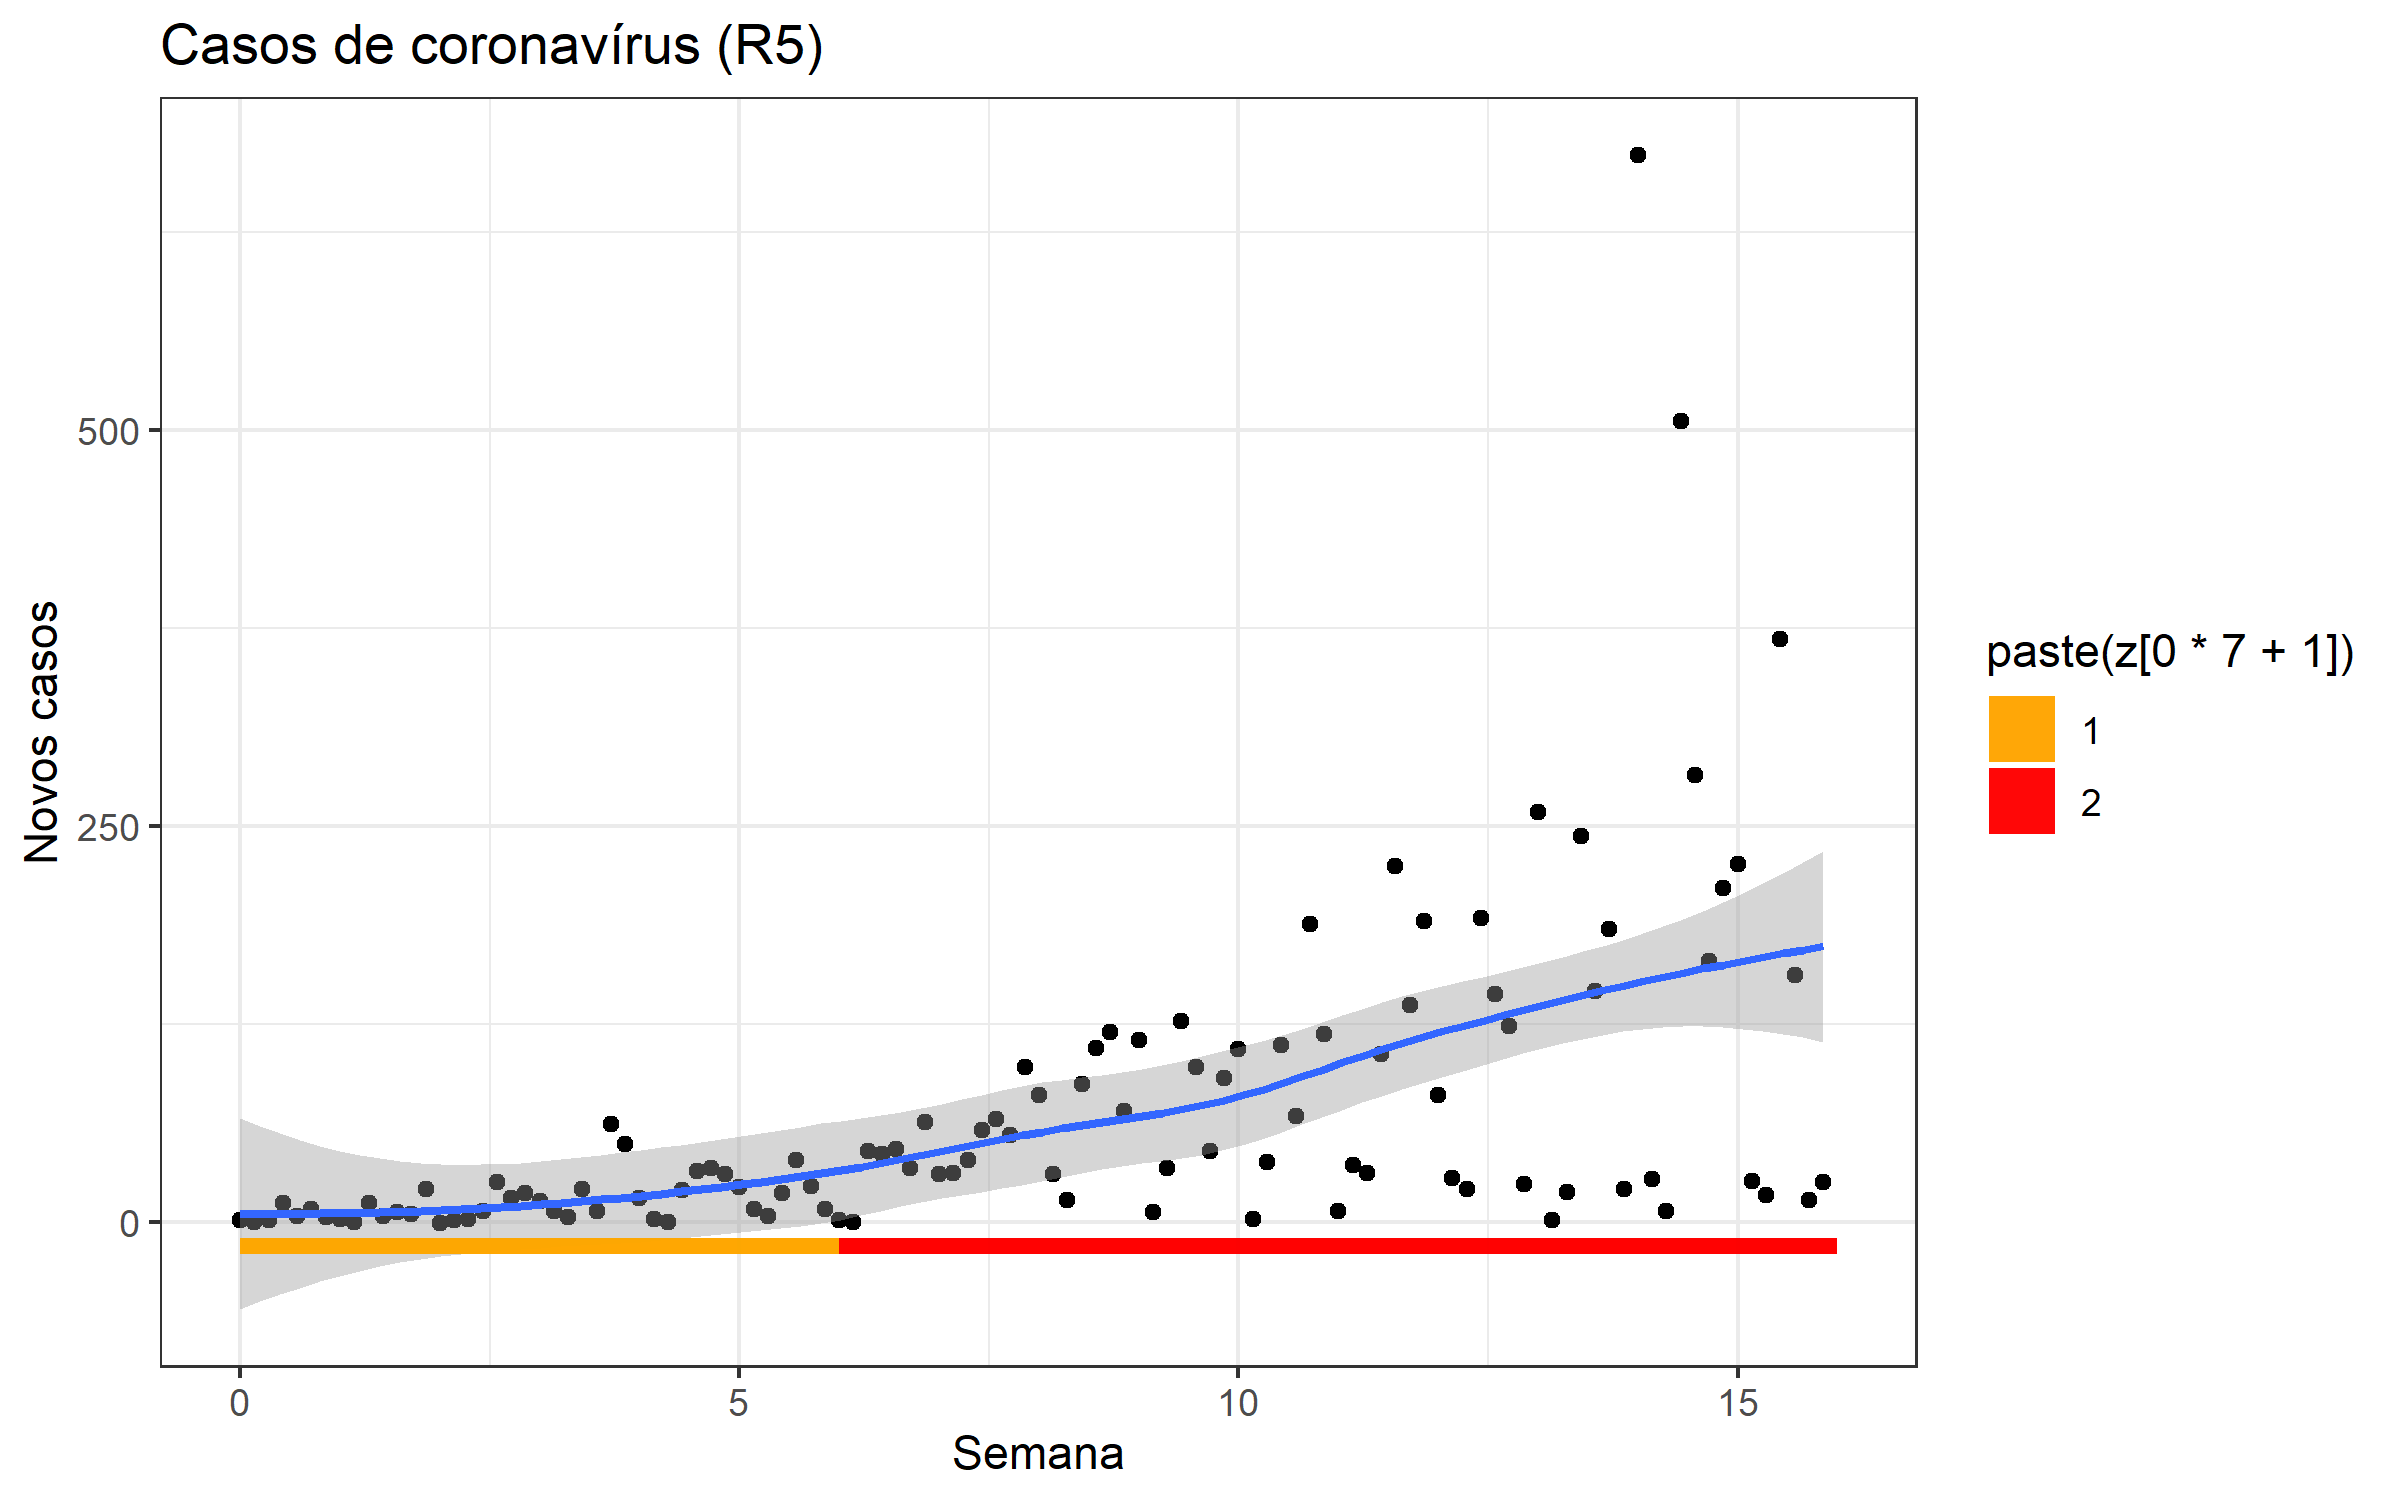 Casos de coronavírus (R5)
Novos casos
500
250
0
0 5 10 15
Semana
paste(z[0 * 7 + 1])
1
2